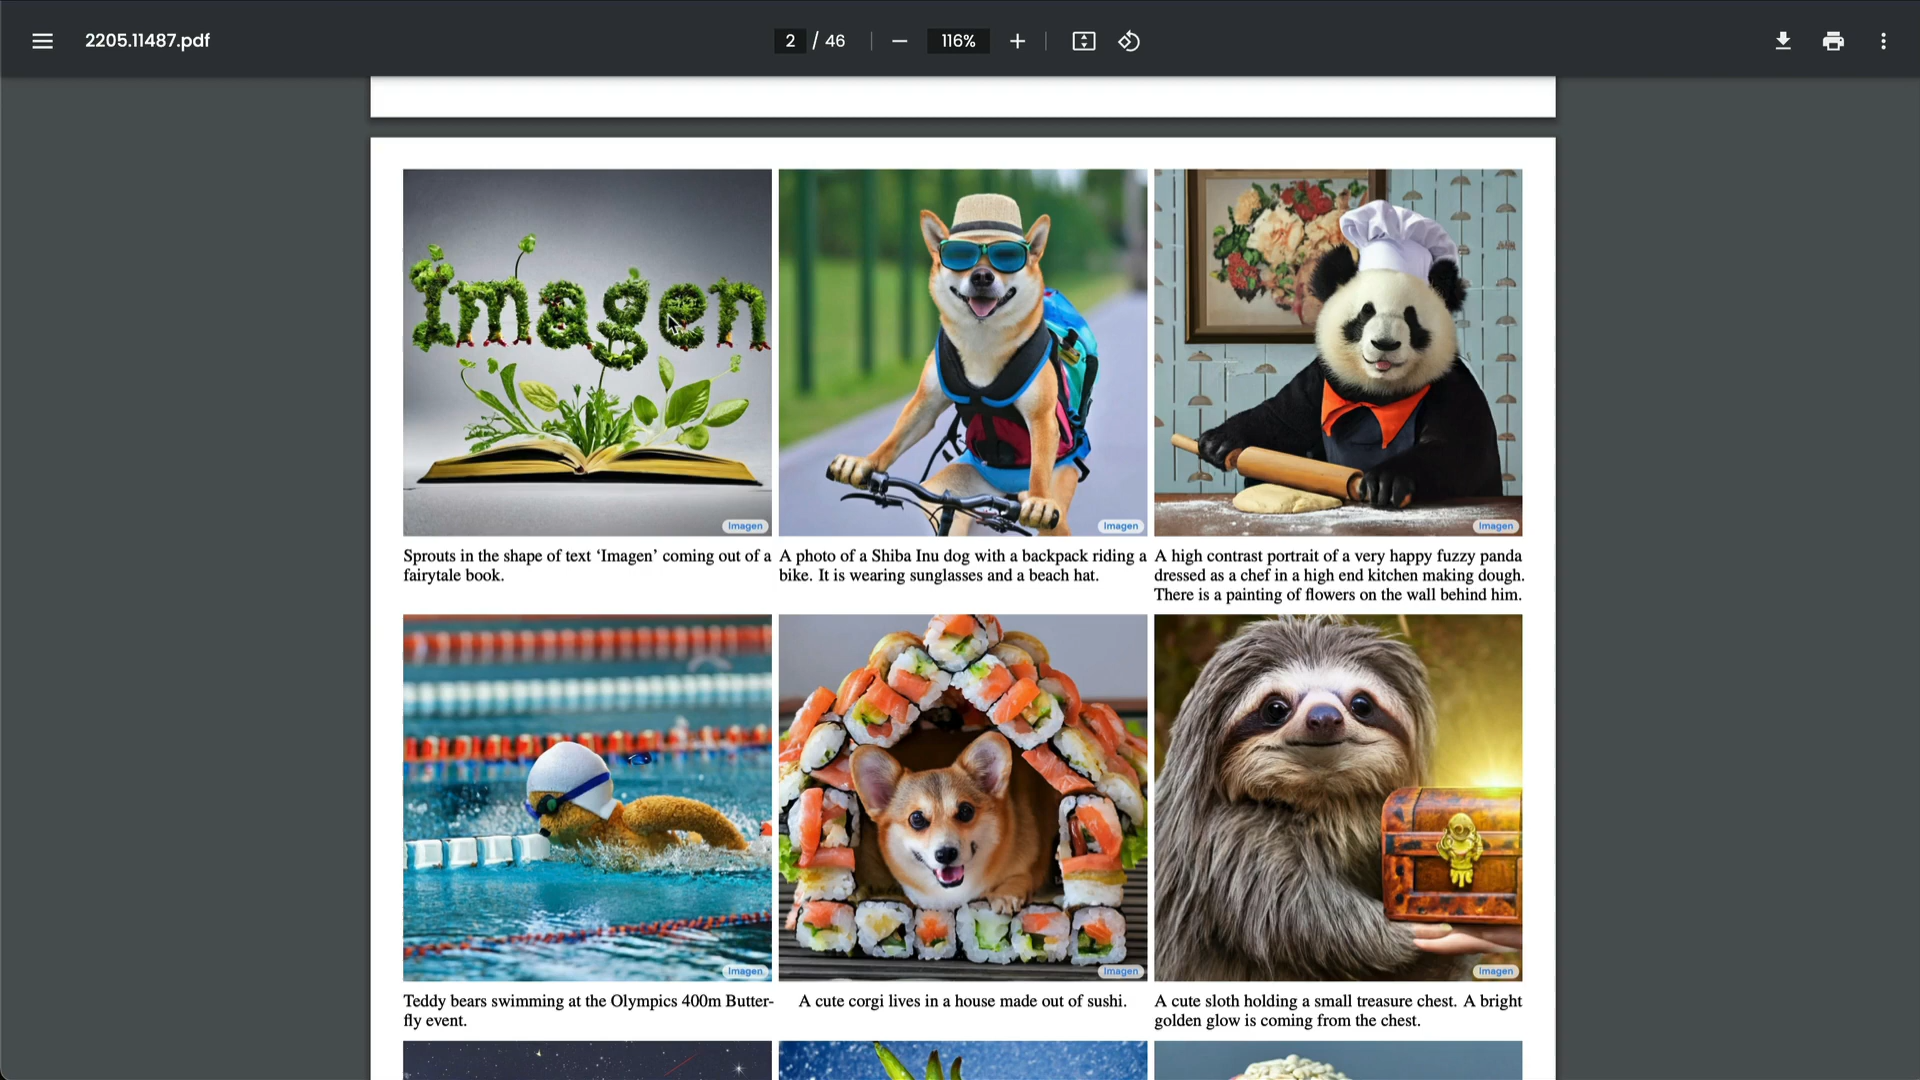 2205.11487.pdf
2 / 46
116%
Imagen
Imagen
Imagen
Imagen
Sprouts in the shape of text ‘Imagen’ coming out of a
fairytale book.
A photo of a Shiba Inu dog with a backpack riding a
bike. It is wearing sunglasses and a beach hat.
A high contrast portrait of a very happy fuzzy panda
dressed as a chef in a high end kitchen making dough.
There is a painting of flowers on the wall behind him.
Imagen
Imagen
Imagen
Teddy bears swimming at the Olympics 400m Butter-
fly event.
A cute corgi lives in a house made out of sushi.
A cute sloth holding a small treasure chest. A bright
golden glow is coming from the chest.